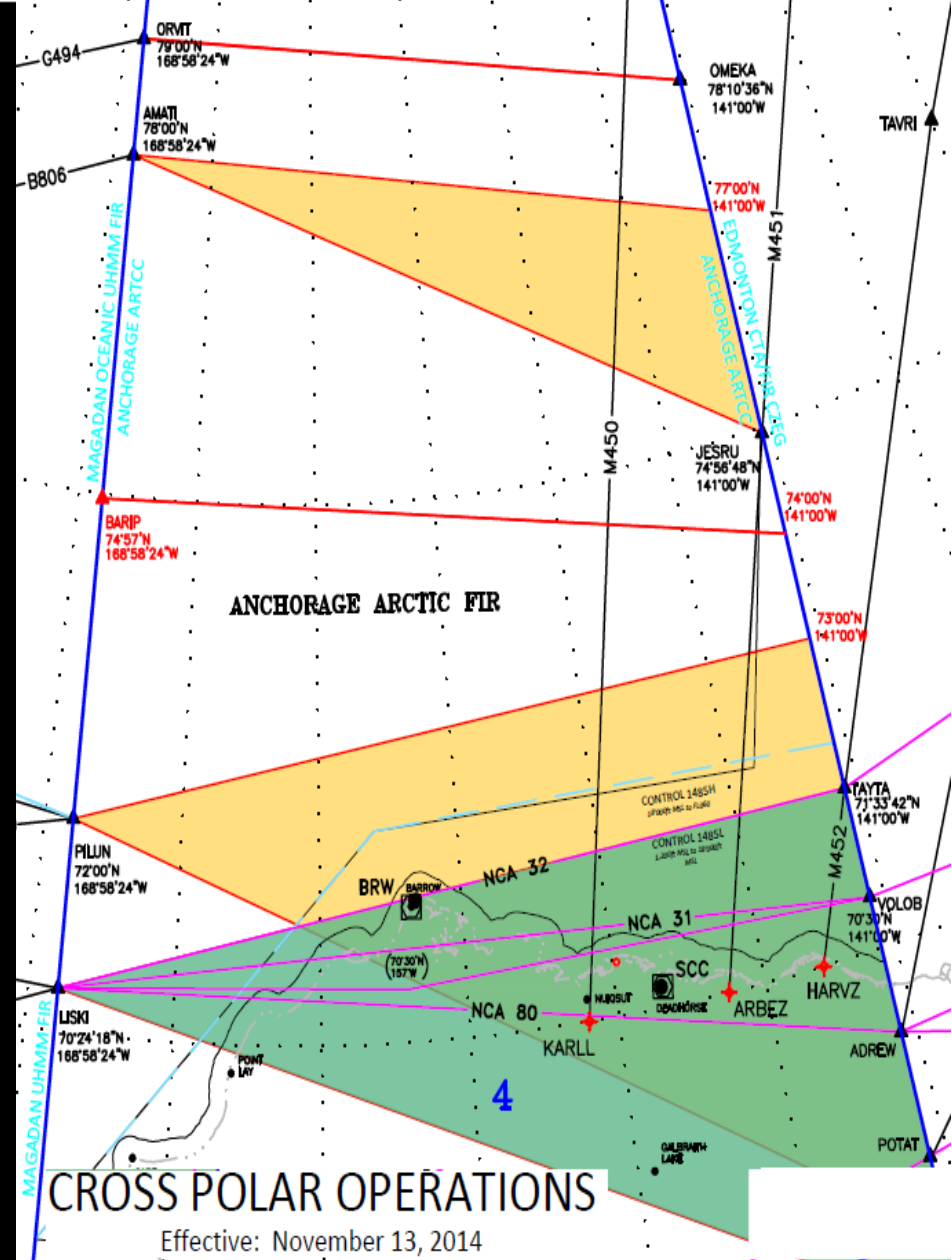 ORVIT
79°00'N
168°58'24"W
G494
OMEKA
78°10'36"N
141°00'W
TAVRI
AMATI
78°00'N
168°58'24"W
B806
77°00'N
141°00'W
M451
MAGADAN OCEANIC UHMM FIR
ANCHORAGE ARTCC
EDMONTON CTA/FIR CZEG
ANCHORAGE ARTCC
M450
JESRU
74°56'48"N
141°00'W
74°00'N
141°00'W
BARIP
74°57'N
168°58'24"W
ANCHORAGE ARCTIC FIR
73°00'N
141°00'W
TAYTA
71°33'42"N
141°00'W
CONTROL 1485H
CONTROL 1485L
MSL
M452
PILUN
72°00'N
168°58'24"W
NCA 32
BRW
BARROW
VOLOB
70°30'N
141°00'W
NCA 31
(70°30'N
157°W)
SCC
NUIQSUT
DEADHORSE
HARVZ
ARBEZ
LISKI
70°24'18"N
168°58'24"W
NCA 80
KARLL
ADREW
POINT
LAY
4
MAGADAN UHMM FIR
GALBRAITH
LAKE
POTAT
CROSS POLAR OPERATIONS
Effective: November 13, 2014